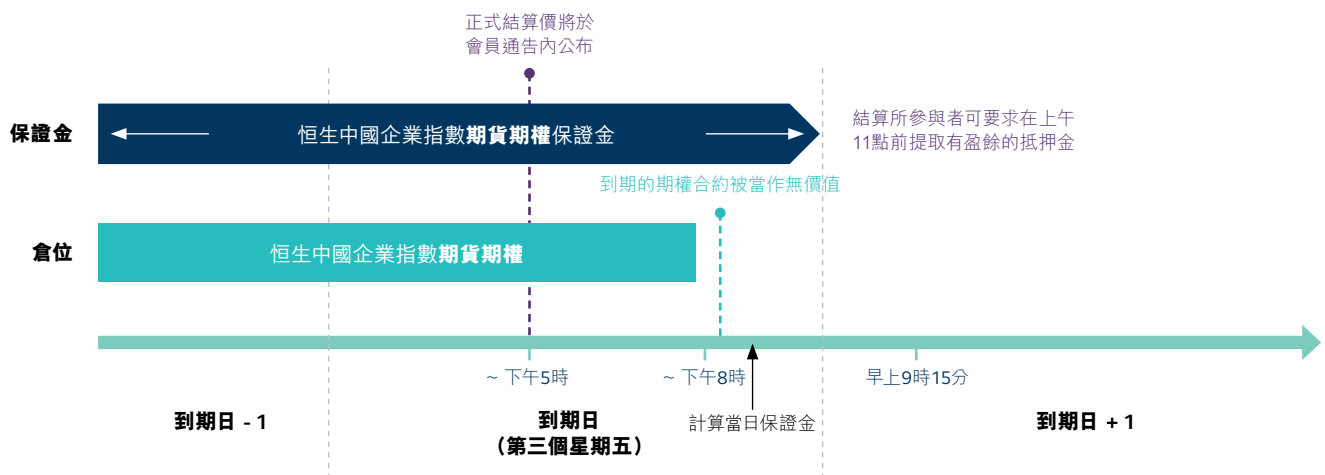 正式結算價將於
會員通告內公布
保證金
恒生中國企業指數期貨期權保證金
結算所參與者可要求在上午
11點前提取有盈餘的抵押金
到期的期權合約被當作無價值
倉位
恒生中國企業指數期貨期權
~ 下午5時
~ 下午8時
早上9時15分
到期日 - 1
到期日
（第三個星期五）
計算當日保證金
到期日 + 1